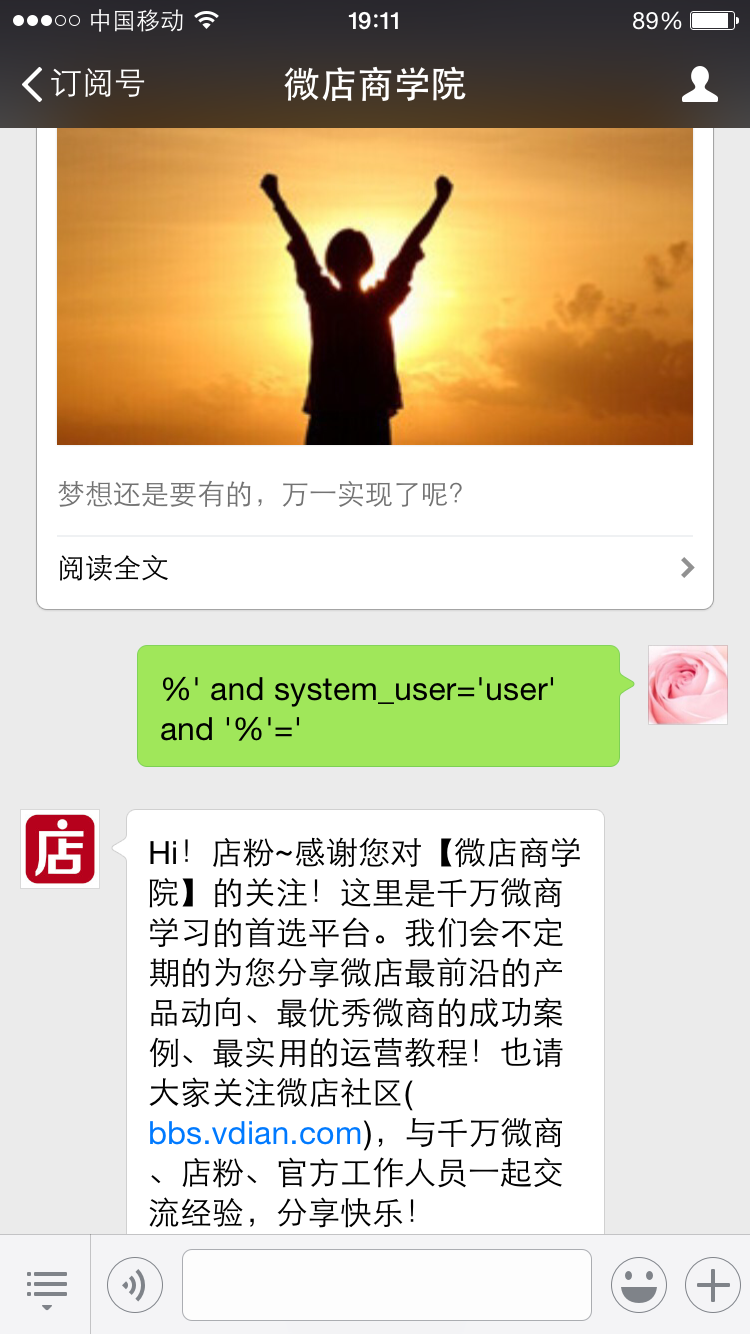 中国移动
19:11
89%
订阅号
微店商学院
梦想还是要有的，万一实现了呢？
阅读全文
%' and system_user='user'
and '%'='
店
Hi！店粉~感谢您对【微店商学
院】的关注！这里是千万微商
学习的首选平台。我们会不定
期的为您分享微店最前沿的产
品动向、最优秀微商的成功案
例、最实用的运营教程！也请
大家关注微店社区(
bbs.vdian.com)，与千万微商
、店粉、官方工作人员一起交
流经验，分享快乐！